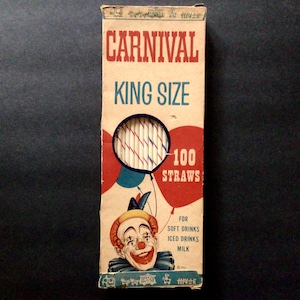 CARNIVAL
KING SIZE
100
STRAWS
FOR
SOFT DRINKS
ICED DRINKS
MILK